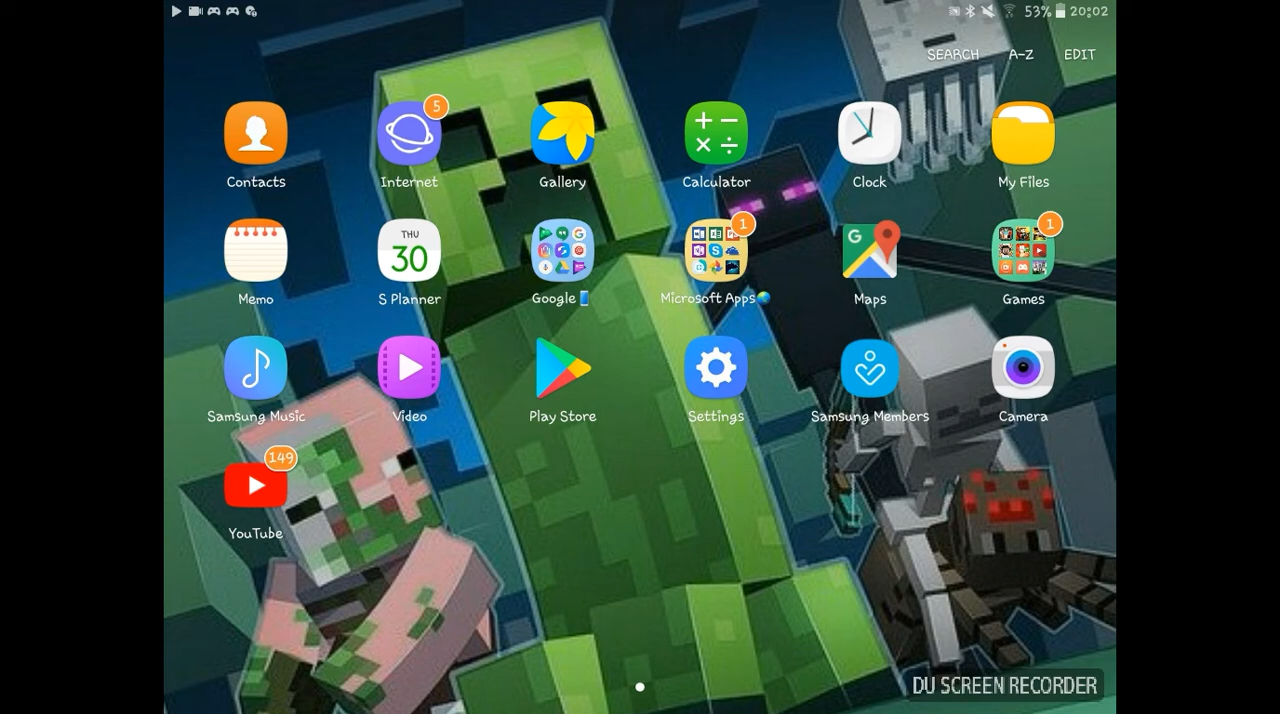 53% 20:02
SEARCH A-Z EDIT
5
Contacts Internet Gallery Calculator Clock My Files
THU
30
1
1
Memo S Planner Google Microsoft Apps Maps Games
Samsung Music Video Play Store Settings Samsung Members Camera
149
YouTube
DU SCREEN RECORDER